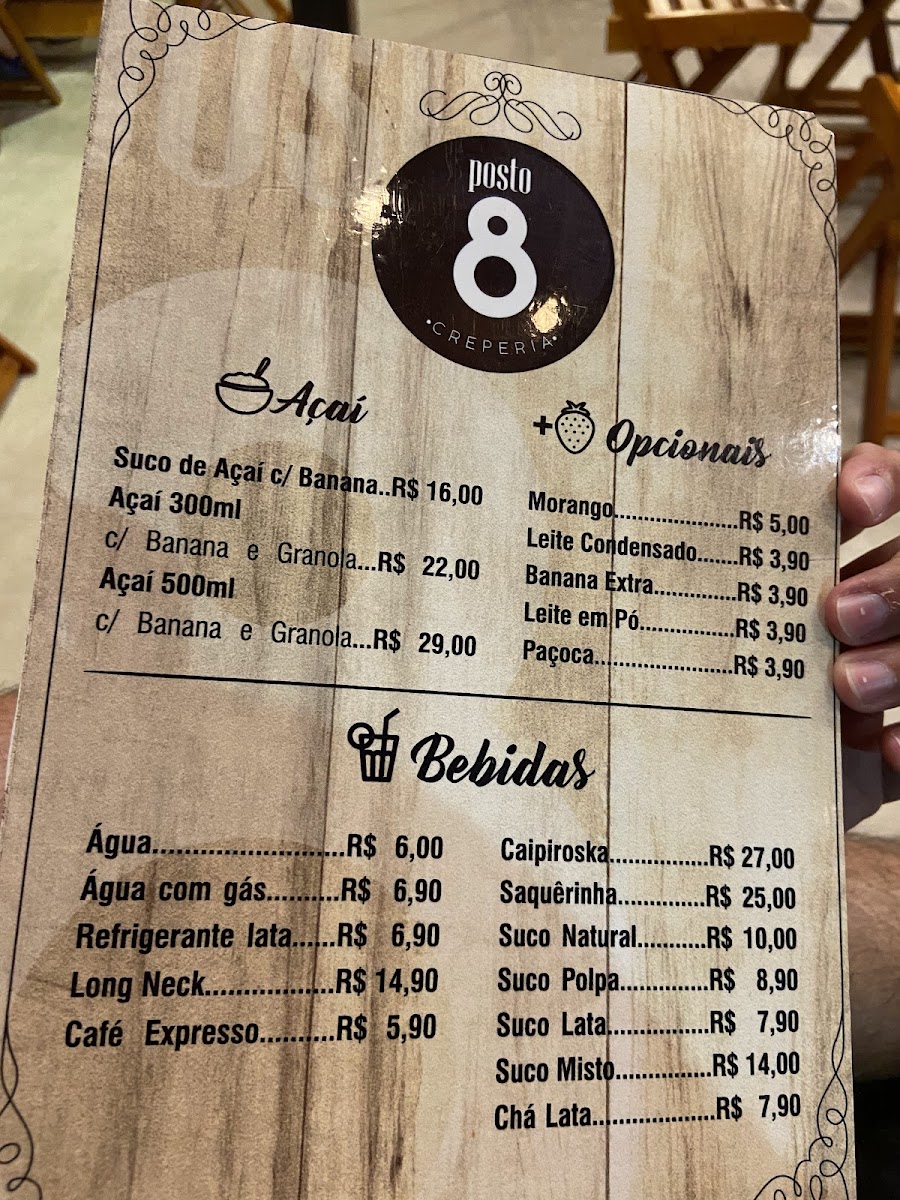 posto
8
CREPERIA
Açaí
Suco de Açaí c/ Banana..R$ 16,00
Açaí 300ml
c/ Banana e Granola...R$ 22,00
Açaí 500ml
c/ Banana e Granola...R$ 29,00
+ Opcionais
Morango.....................R$ 5,00
Leite Condensado.......R$ 3,90
Banana Extra..............R$ 3,90
Leite em Pó................R$ 3,90
Paçoca.......................R$ 3,90
Bebidas
Água.........................R$ 6,00
Água com gás..........R$ 6,90
Refrigerante lata......R$ 6,90
Long Neck.................R$ 14,90
Café Expresso..........R$ 5,90
Caipiroska................R$ 27,00
Saquêrinha..............R$ 25,00
Suco Natural...........R$ 10,00
Suco Polpa..............R$ 8,90
Suco Lata................R$ 7,90
Suco Misto...............R$ 14,00
Chá Lata....................R$ 7,90